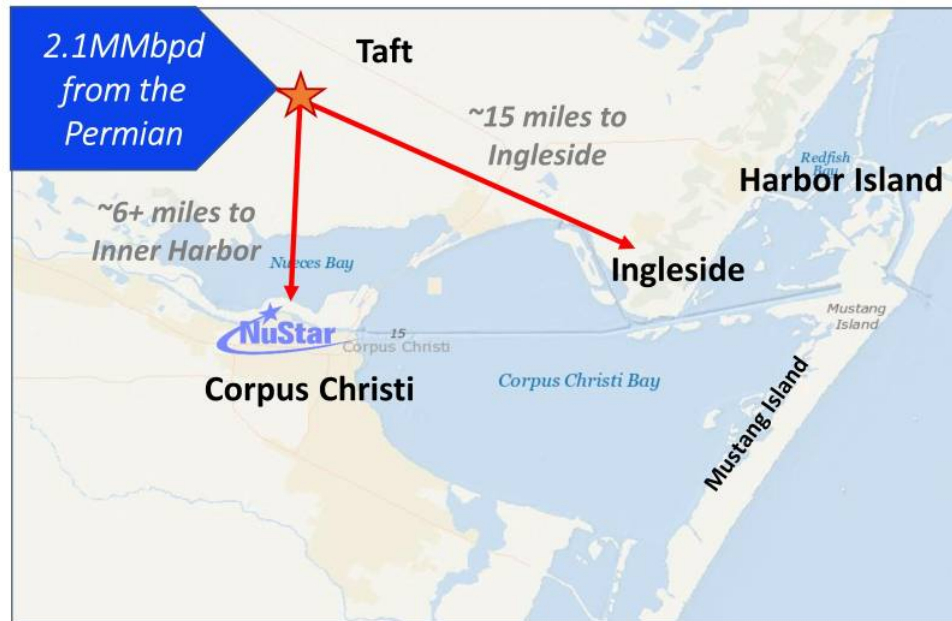 2.1MMbpd
from the
Permian
Taft
~15 miles to
Ingleside
Redfish
Bay
Harbor Island
~6+ miles to
Inner Harbor
Nueces Bay
Ingleside
NuStar
15
Corpus Christi
Mustang
Island
Corpus Christi
Corpus Christi Bay
Mustang Island